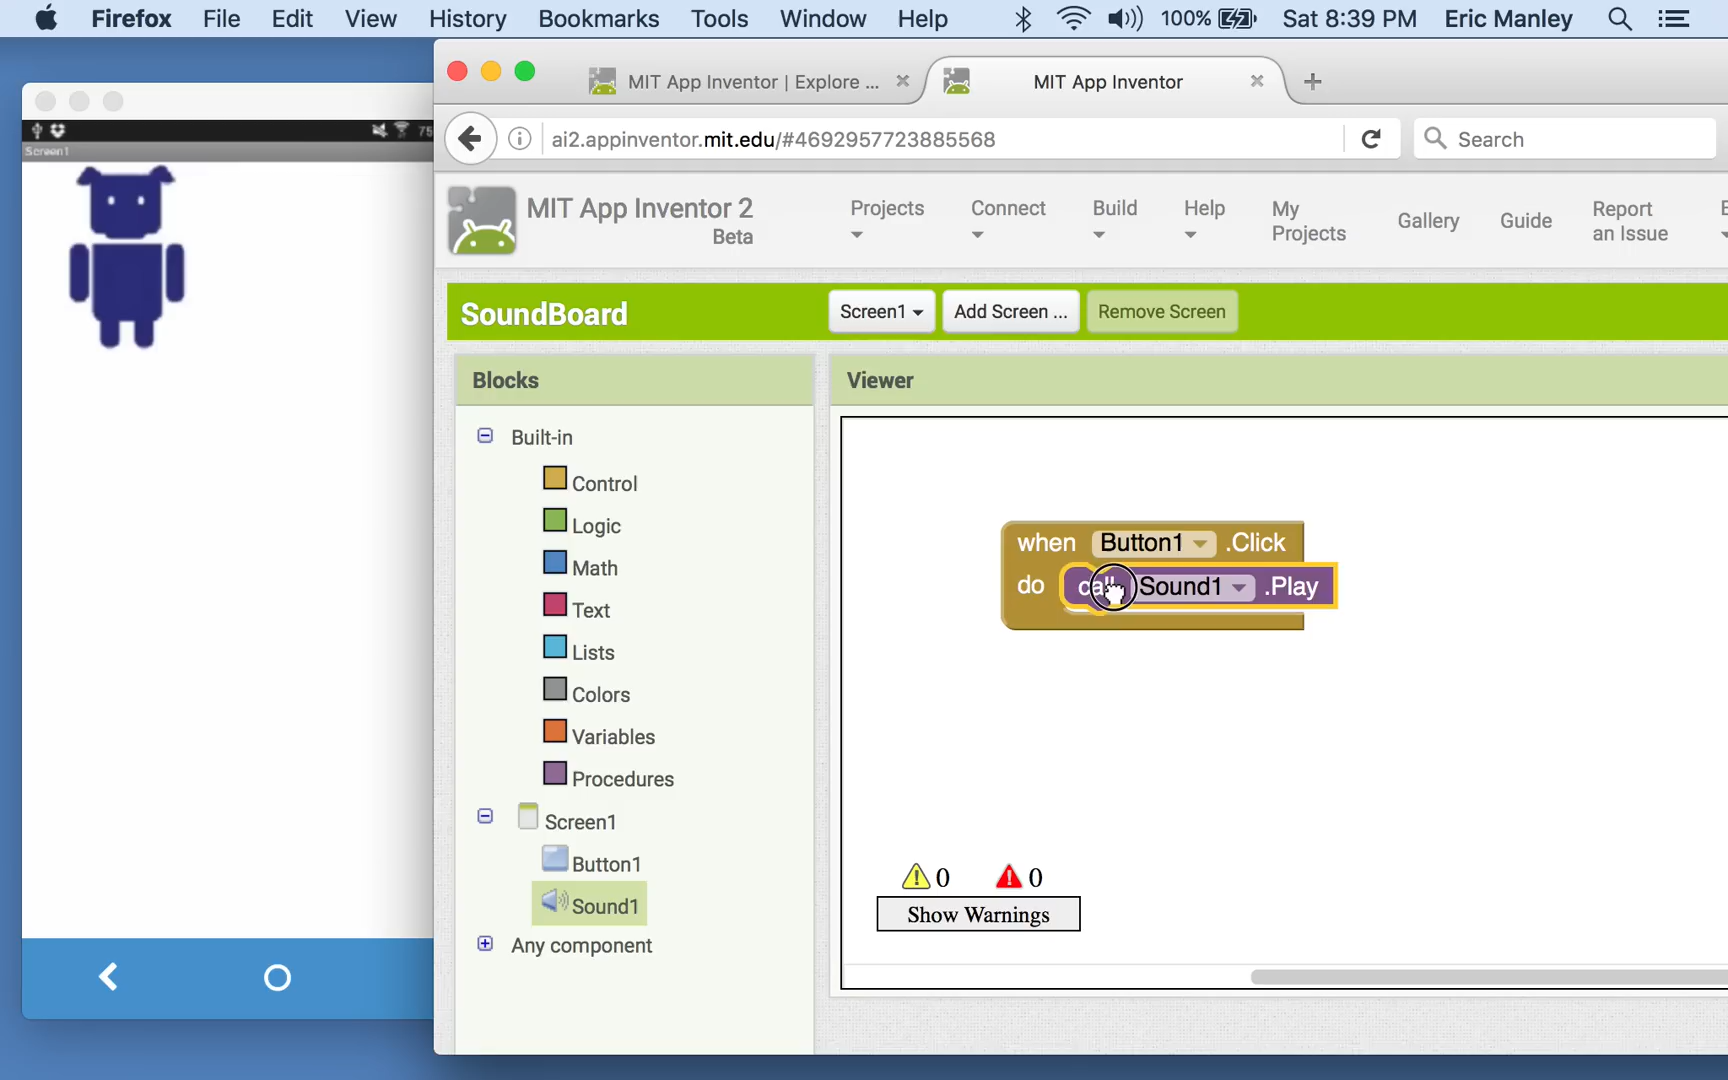 Firefox File Edit View History Bookmarks Tools Window Help 100% Sat 8:39 PM Eric Manley
MIT App Inventor | Explore ...
MIT App Inventor
75
Screen1
ai2.appinventor.mit.edu/#4692957723885568
Search
MIT App Inventor 2
Beta
Projects
Connect
Build
Help
My
Projects
Gallery
Guide
Report
an Issue
SoundBoard
Screen1
Add Screen ...
Remove Screen
Blocks
Viewer
Built-in
Control
Logic
Math
Text
Lists
Colors
Variables
Procedures
Screen1
Button1
Sound1
Any component
when Button1 .Click
do call Sound1 .Play
0 0
Show Warnings